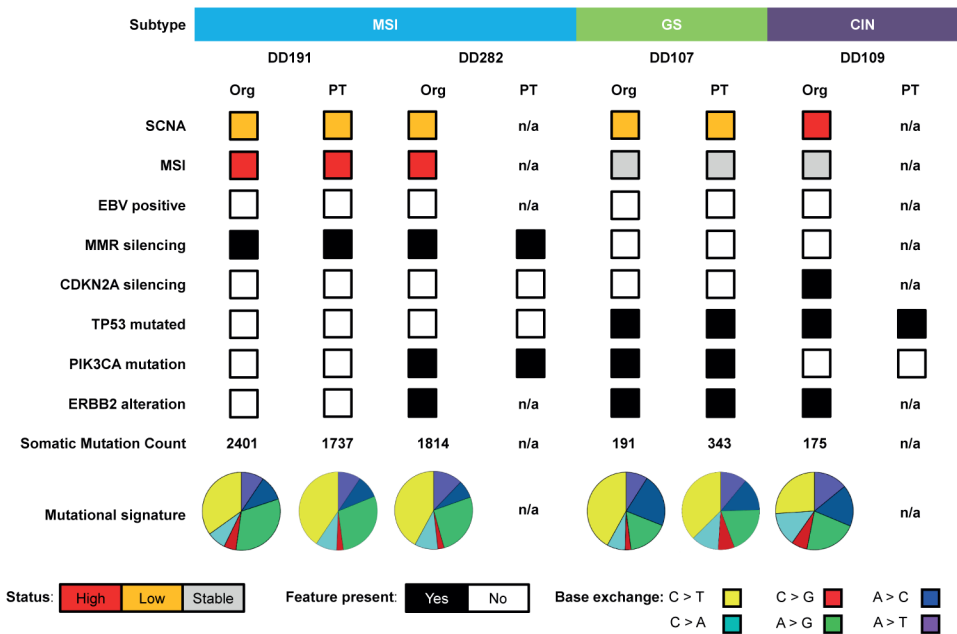 Subtype MSI GS CIN
DD191 DD282 DD107 DD109
Org PT Org PT Org PT Org PT
SCNA n/a n/a
MSI n/a n/a
EBV positive n/a n/a
MMR silencing n/a
CDKN2A silencing n/a
TP53 mutated
PIK3CA mutation
ERBB2 alteration n/a n/a
Somatic Mutation Count 2401 1737 1814 n/a 191 343 175 n/a
Mutational signature n/a n/a
Status: High Low Stable Feature present: Yes No Base exchange: C > T C > G A > C
C > A A > G A > T